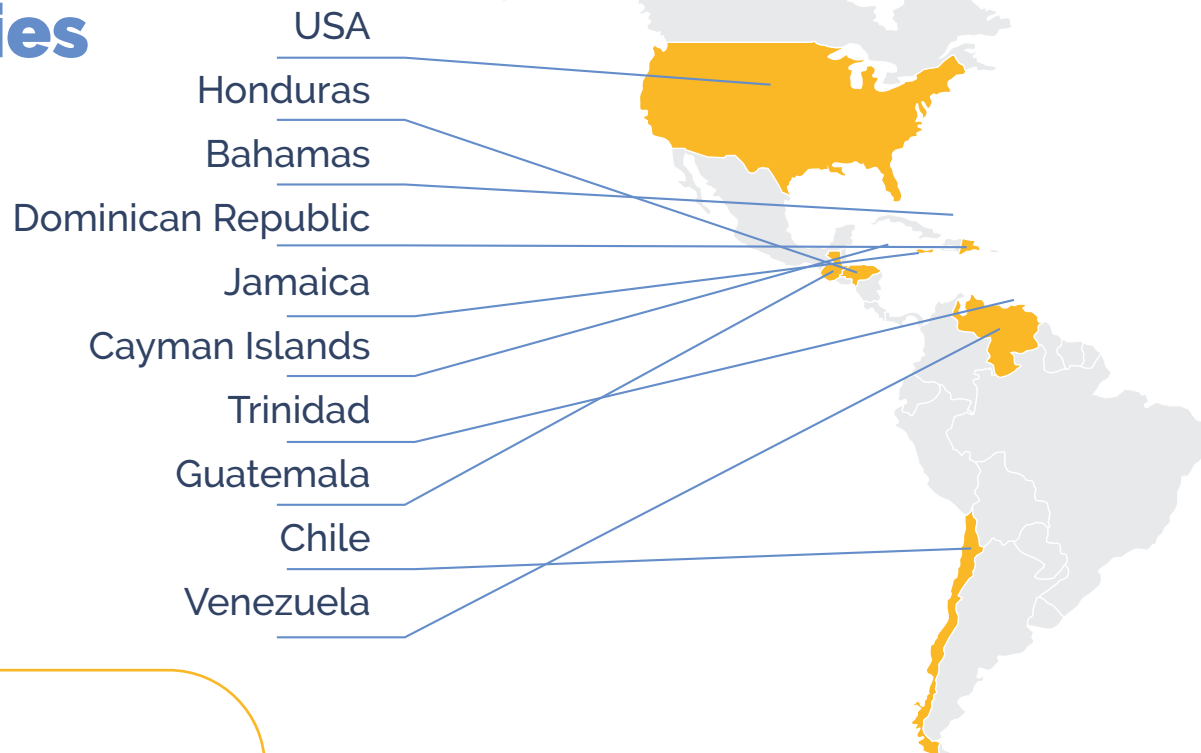 ies
USA
Honduras
Bahamas
Dominican Republic
Jamaica
Cayman Islands
Trinidad
Guatemala
Chile
Venezuela